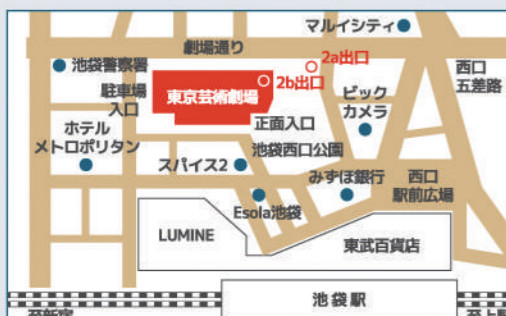 マルイシティ
劇場通り
2a出口
池袋警察署
西口
五差路
2b出口
東京芸術劇場
駐車場
入口
ビック
カメラ
正面入口
ホテル
メトロポリタン
池袋西口公園
スパイス2
みずほ銀行
西口
駅前広場
Esola池袋
LUMINE
東武百貨店
池袋駅
至新宿